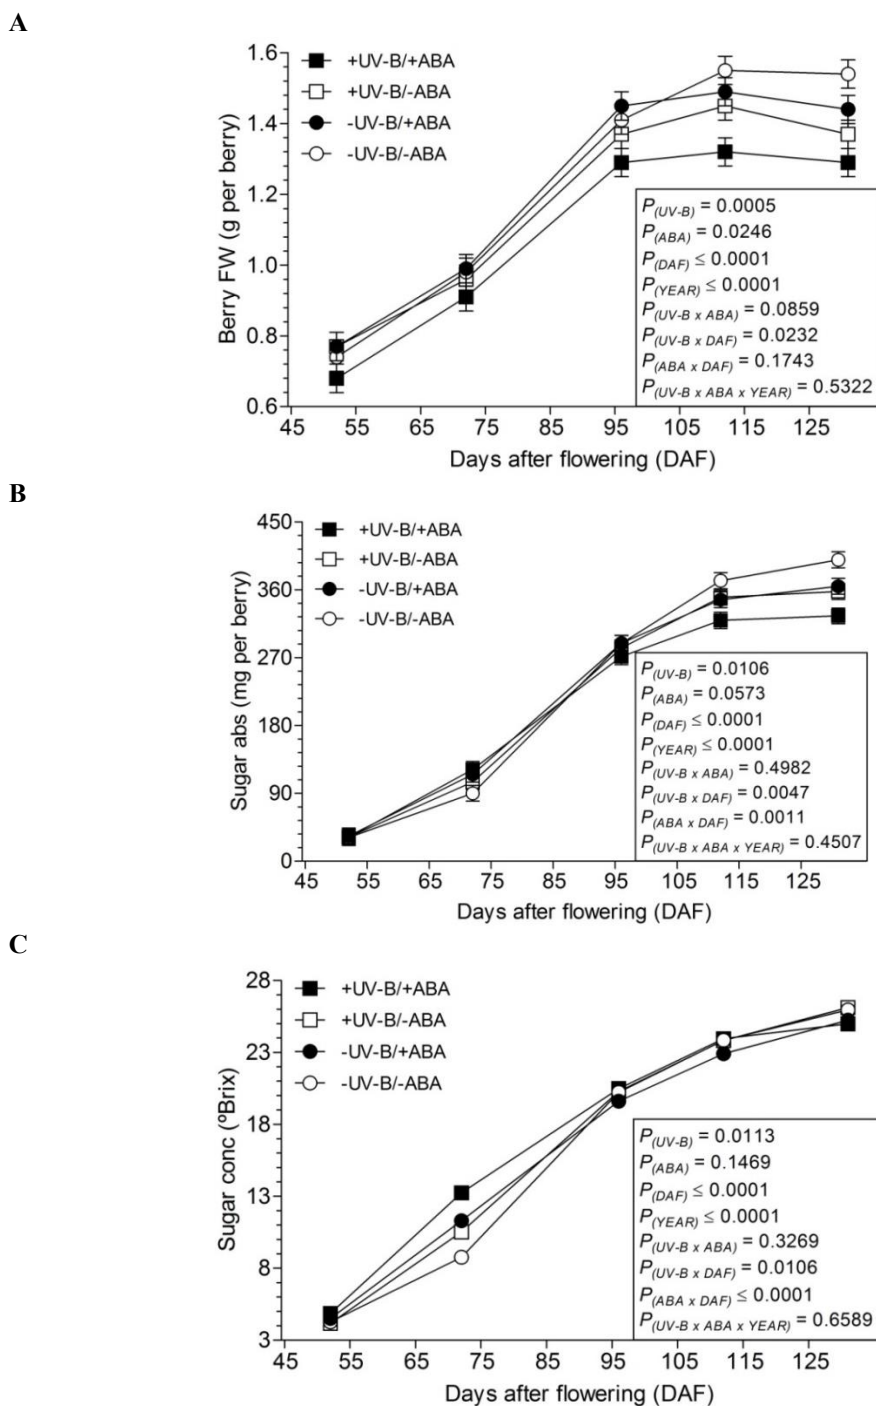 A
1.6
1.4
1.2
1.0
0.8
0.6
Berry FW (g per berry)
+UV-B/+ABA
+UV-B/-ABA
-UV-B/+ABA
-UV-B/-ABA
P(UV-B) = 0.0005
P(ABA) = 0.0246
P(DAF) ≤ 0.0001
P(YEAR) ≤ 0.0001
P(UV-B x ABA) = 0.0859
P(UV-B x DAF) = 0.0232
P(ABA x DAF) = 0.1743
P(UV-B x ABA x YEAR) = 0.5322
45 55 65 75 85 95 105 115 125
Days after flowering (DAF)
B
450
360
270
180
90
0
Sugar abs (mg per berry)
+UV-B/+ABA
+UV-B/-ABA
-UV-B/+ABA
-UV-B/-ABA
P(UV-B) = 0.0106
P(ABA) = 0.0573
P(DAF) ≤ 0.0001
P(YEAR) ≤ 0.0001
P(UV-B x ABA) = 0.4982
P(UV-B x DAF) = 0.0047
P(ABA x DAF) = 0.0011
P(UV-B x ABA x YEAR) = 0.4507
45 55 65 75 85 95 105 115 125
Days after flowering (DAF)
C
28
23
18
13
8
3
Sugar conc (ºBrix)
+UV-B/+ABA
+UV-B/-ABA
-UV-B/+ABA
-UV-B/-ABA
P(UV-B) = 0.0113
P(ABA) = 0.1469
P(DAF) ≤ 0.0001
P(YEAR) ≤ 0.0001
P(UV-B x ABA) = 0.3269
P(UV-B x DAF) = 0.0106
P(ABA x DAF) ≤ 0.0001
P(UV-B x ABA x YEAR) = 0.6589
45 55 65 75 85 95 105 115 125
Days after flowering (DAF)